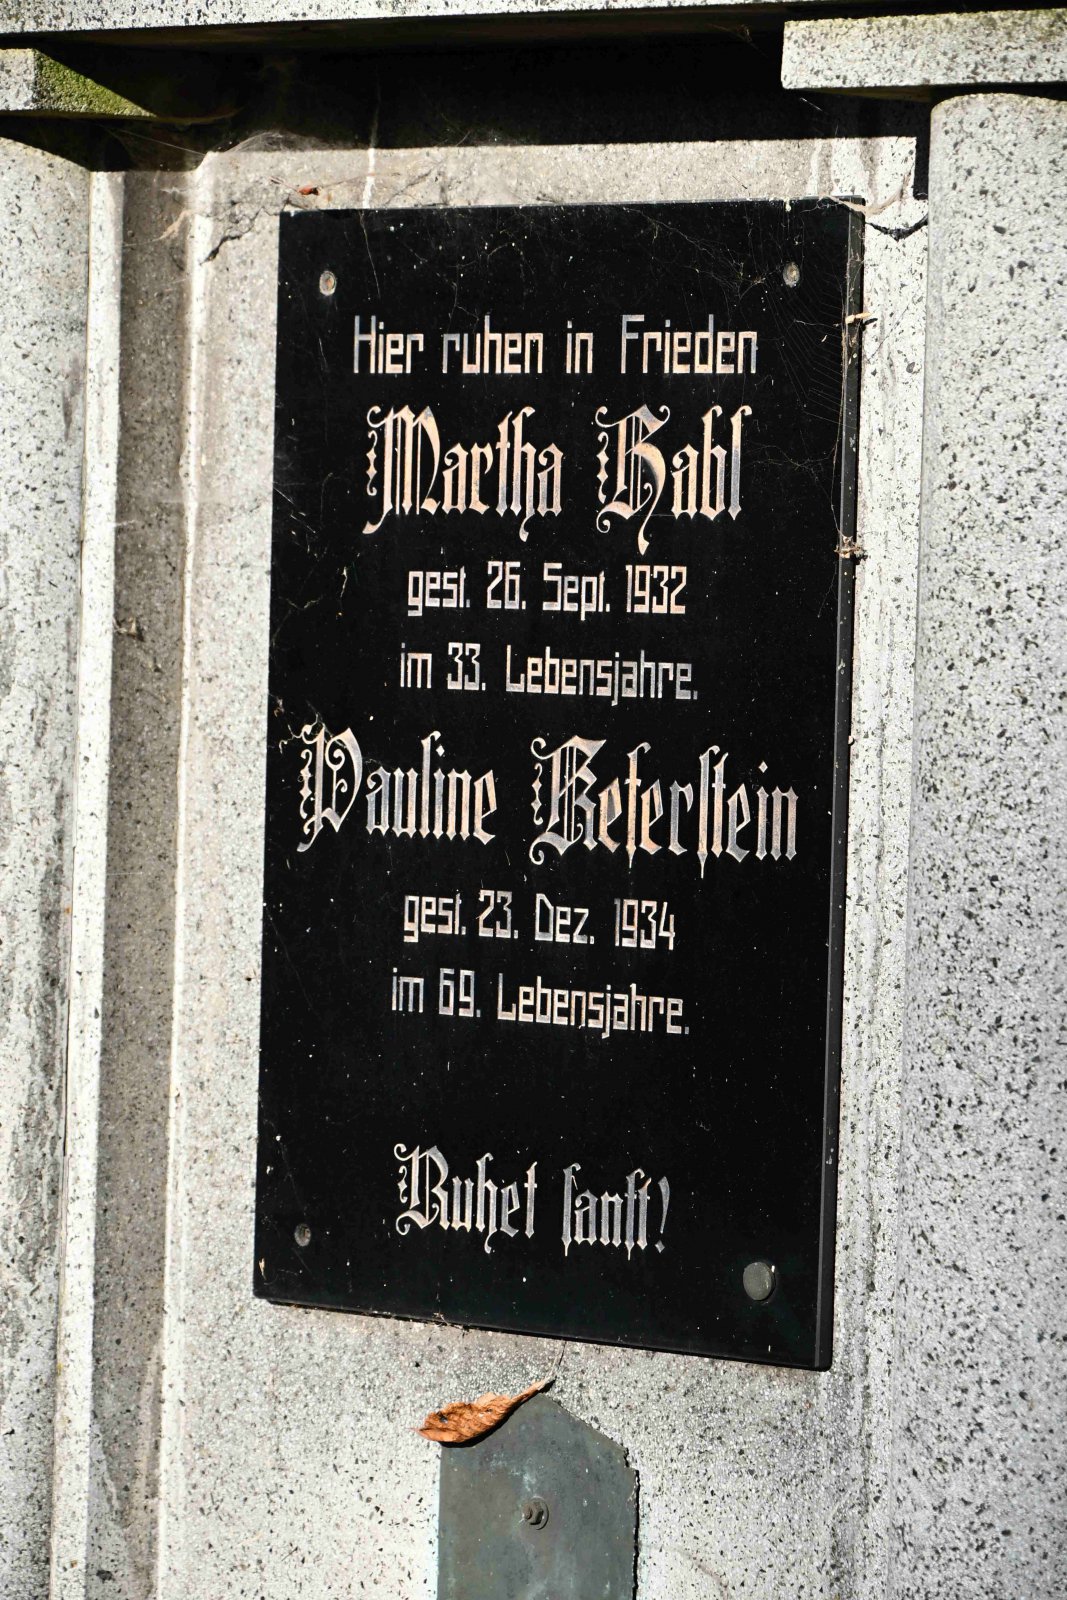 Hier ruhen in Frieden
Martha Habl
gest. 26. Sept. 1932
im 33. Lebensjahre.
Pauline Keferstein
gest. 23. Dez. 1934
im 69. Lebensjahre.
Ruhet sanft!